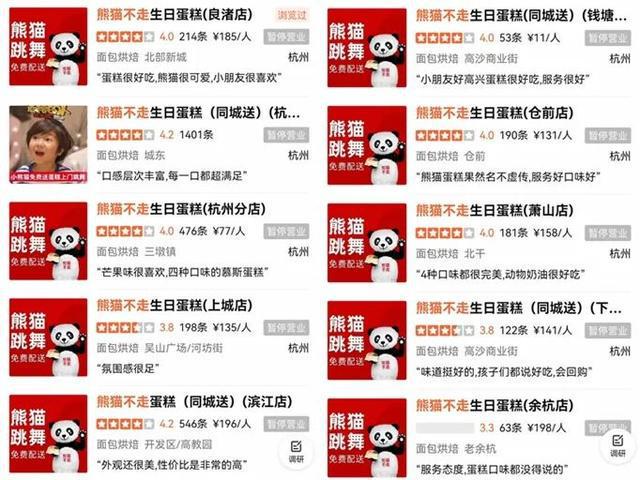 熊猫跳舞
免费配送
熊猫不走生日蛋糕(良渚店)
浏览过
4.0 214条 ¥185/人
暂停营业
面包烘焙 北部新城
杭州
“蛋糕很好吃,熊猫很可爱,小朋友很喜欢”
小熊猫免费送蛋糕上门跳舞
熊猫不走生日蛋糕（同城送）(杭...
4.2 1401条
暂停营业
面包烘焙 城东
杭州
“口感层次丰富,每一口都超满足”
熊猫跳舞
免费配送
熊猫不走生日蛋糕(杭州分店)
4.0 476条 ¥77/人
暂停营业
面包烘焙 三墩镇
杭州
“芒果味很喜欢,四种口味的慕斯蛋糕”
熊猫跳舞
免费配送
熊猫不走生日蛋糕(上城店)
3.8 198条 ¥135/人
暂停营业
面包烘焙 吴山广场/河坊街
杭州
“氛围感很足”
熊猫跳舞
免费配送
熊猫不走蛋糕（同城送）(滨江店)
4.2 546条 ¥196/人
暂停营业
面包烘焙 开发区/高教园
“外观还很美,性价比是非常的高”
调研
熊猫跳舞
免费配送
熊猫不走生日蛋糕(同城送)（钱塘...
4.0 53条 ¥11/人
暂停营业
面包烘焙 高沙商业街
杭州
“小朋友好高兴蛋糕很好吃,服务很好”
熊猫跳舞
免费配送
熊猫不走生日蛋糕(仓前店)
4.0 190条 ¥131/人
暂停营业
面包烘焙 仓前
杭州
“熊猫蛋糕果然名不虚传,服务好口味好”
熊猫跳舞
免费配送
熊猫不走生日蛋糕(萧山店)
4.0 181条 ¥158/人
暂停营业
面包烘焙 北干
杭州
“4种口味都很完美,动物奶油很好吃”
熊猫跳舞
免费配送
熊猫不走生日蛋糕（同城送）(下...
3.8 122条 ¥141/人
暂停营业
面包烘焙 高沙商业街
杭州
“味道挺好的,孩子们都说好吃,会回购”
熊猫跳舞
免费配送
熊猫不走生日蛋糕(余杭店)
3.3 63条 ¥198/人
暂停营业
面包烘焙 老余杭
“服务态度,蛋糕口味都没得说的”
调研